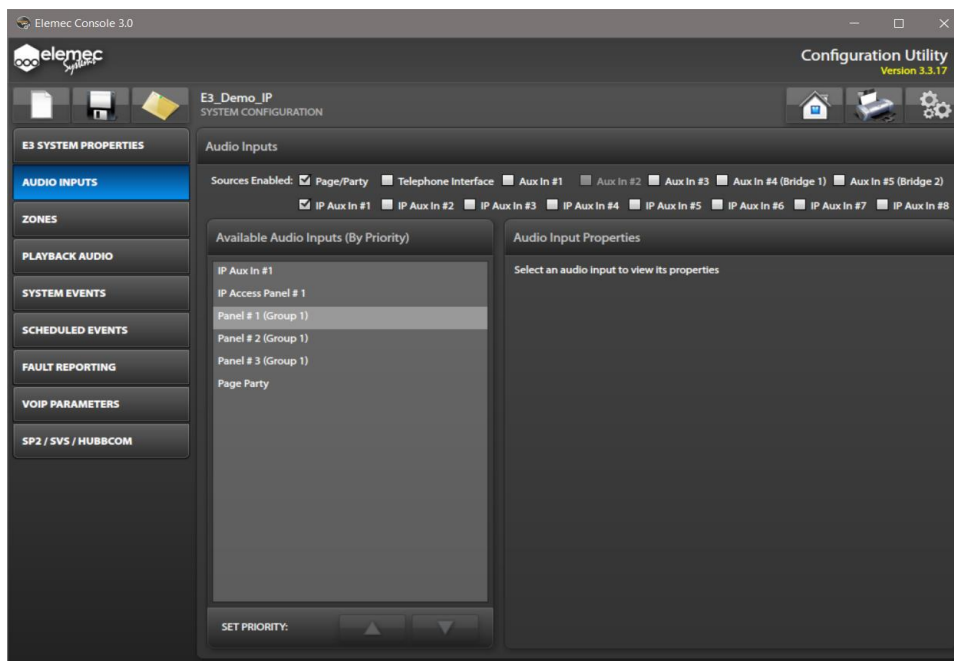 Elemec Console 3.0
elemec
Systems
Configuration Utility
Version 3.3.17
E3_Demo_IP
SYSTEM CONFIGURATION
E3 SYSTEM PROPERTIES
AUDIO INPUTS
ZONES
PLAYBACK AUDIO
SYSTEM EVENTS
SCHEDULED EVENTS
FAULT REPORTING
VOIP PARAMETERS
SP2 / SVS / HUBBCOM
Audio Inputs
Sources Enabled: Page/Party Telephone Interface Aux In #1 Aux In #2 Aux In #3 Aux In #4 (Bridge 1) Aux In #5 (Bridge 2)
IP Aux In #1 IP Aux In #2 IP Aux In #3 IP Aux In #4 IP Aux In #5 IP Aux In #6 IP Aux In #7 IP Aux In #8
Available Audio Inputs (By Priority)
IP Aux In #1
IP Access Panel # 1
Panel # 1 (Group 1)
Panel # 2 (Group 1)
Panel # 3 (Group 1)
Page Party
SET PRIORITY:
Audio Input Properties
Select an audio input to view its properties